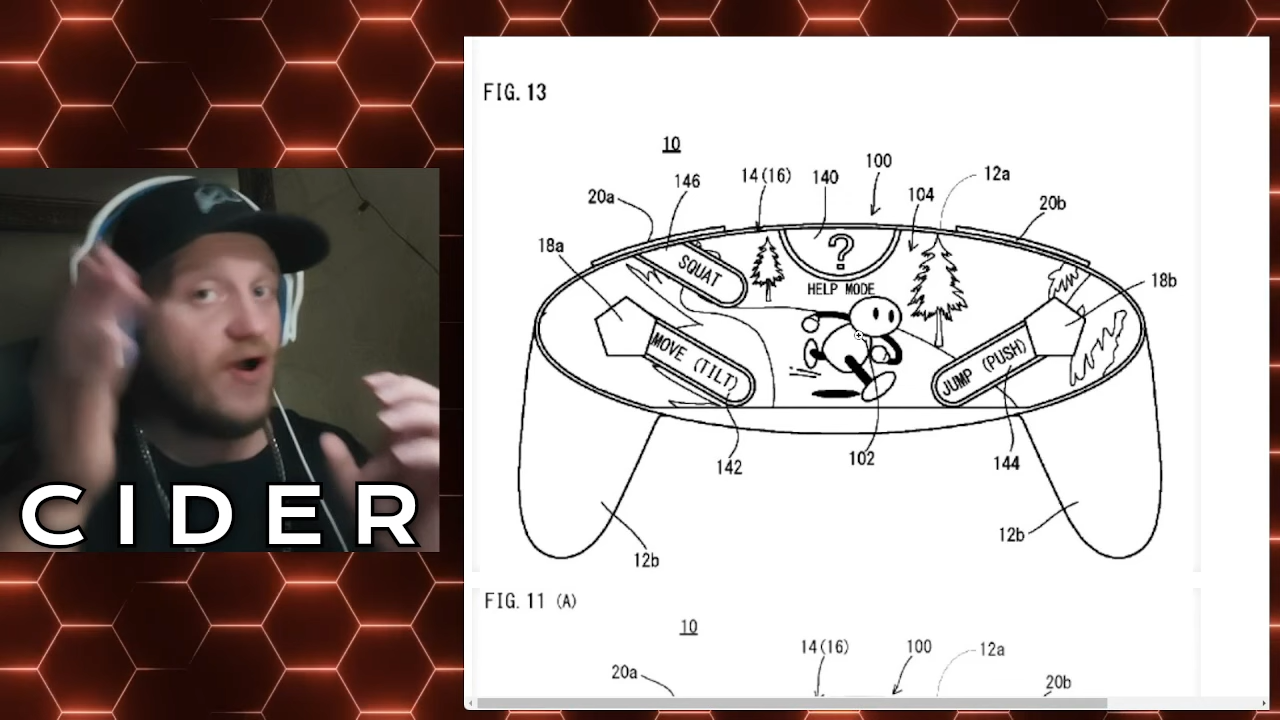 FIG. 13
10
100
14(16)
140
146
12a
104
20a
20b
18a
?
SQUAT
18b
HELP MODE
MOVE (TILT)
JUMP (PUSH)
102
144
142
12b
12b
CIDER
FIG. 11 (A)
10
14(16)
100
12a
20a
20b